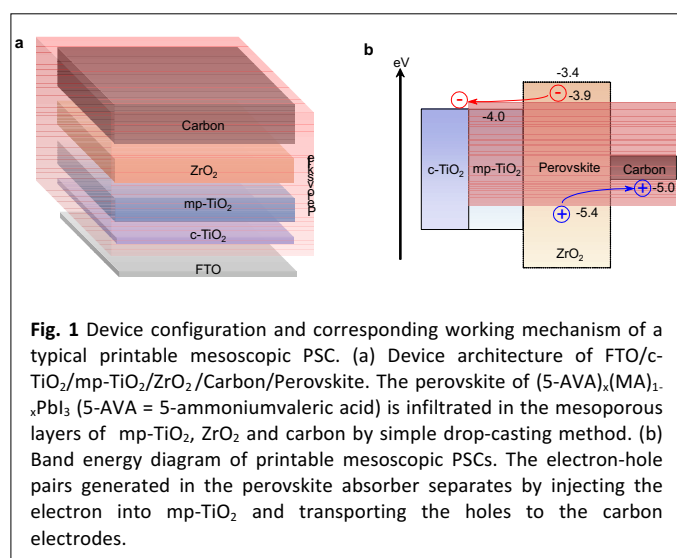 a
Carbon
ZrO₂
mp-TiO₂
c-TiO₂
FTO
Perovskite
b
eV
-3.4
-3.9
-4.0
c-TiO₂
mp-TiO₂
Perovskite
Carbon
-5.0
-5.4
ZrO₂
Fig. 1 Device configuration and corresponding working mechanism of a
typical printable mesoscopic PSC. (a) Device architecture of FTO/c-
TiO₂/mp-TiO₂/ZrO₂/Carbon/Perovskite. The perovskite of (5-AVA)ₓ(MA)₁₋
ₓPbI₃ (5-AVA = 5-ammoniumvaleric acid) is infiltrated in the mesoporous
layers of mp-TiO₂, ZrO₂ and carbon by simple drop-casting method. (b)
Band energy diagram of printable mesoscopic PSCs. The electron-hole
pairs generated in the perovskite absorber separates by injecting the
electron into mp-TiO₂ and transporting the holes to the carbon
electrodes.